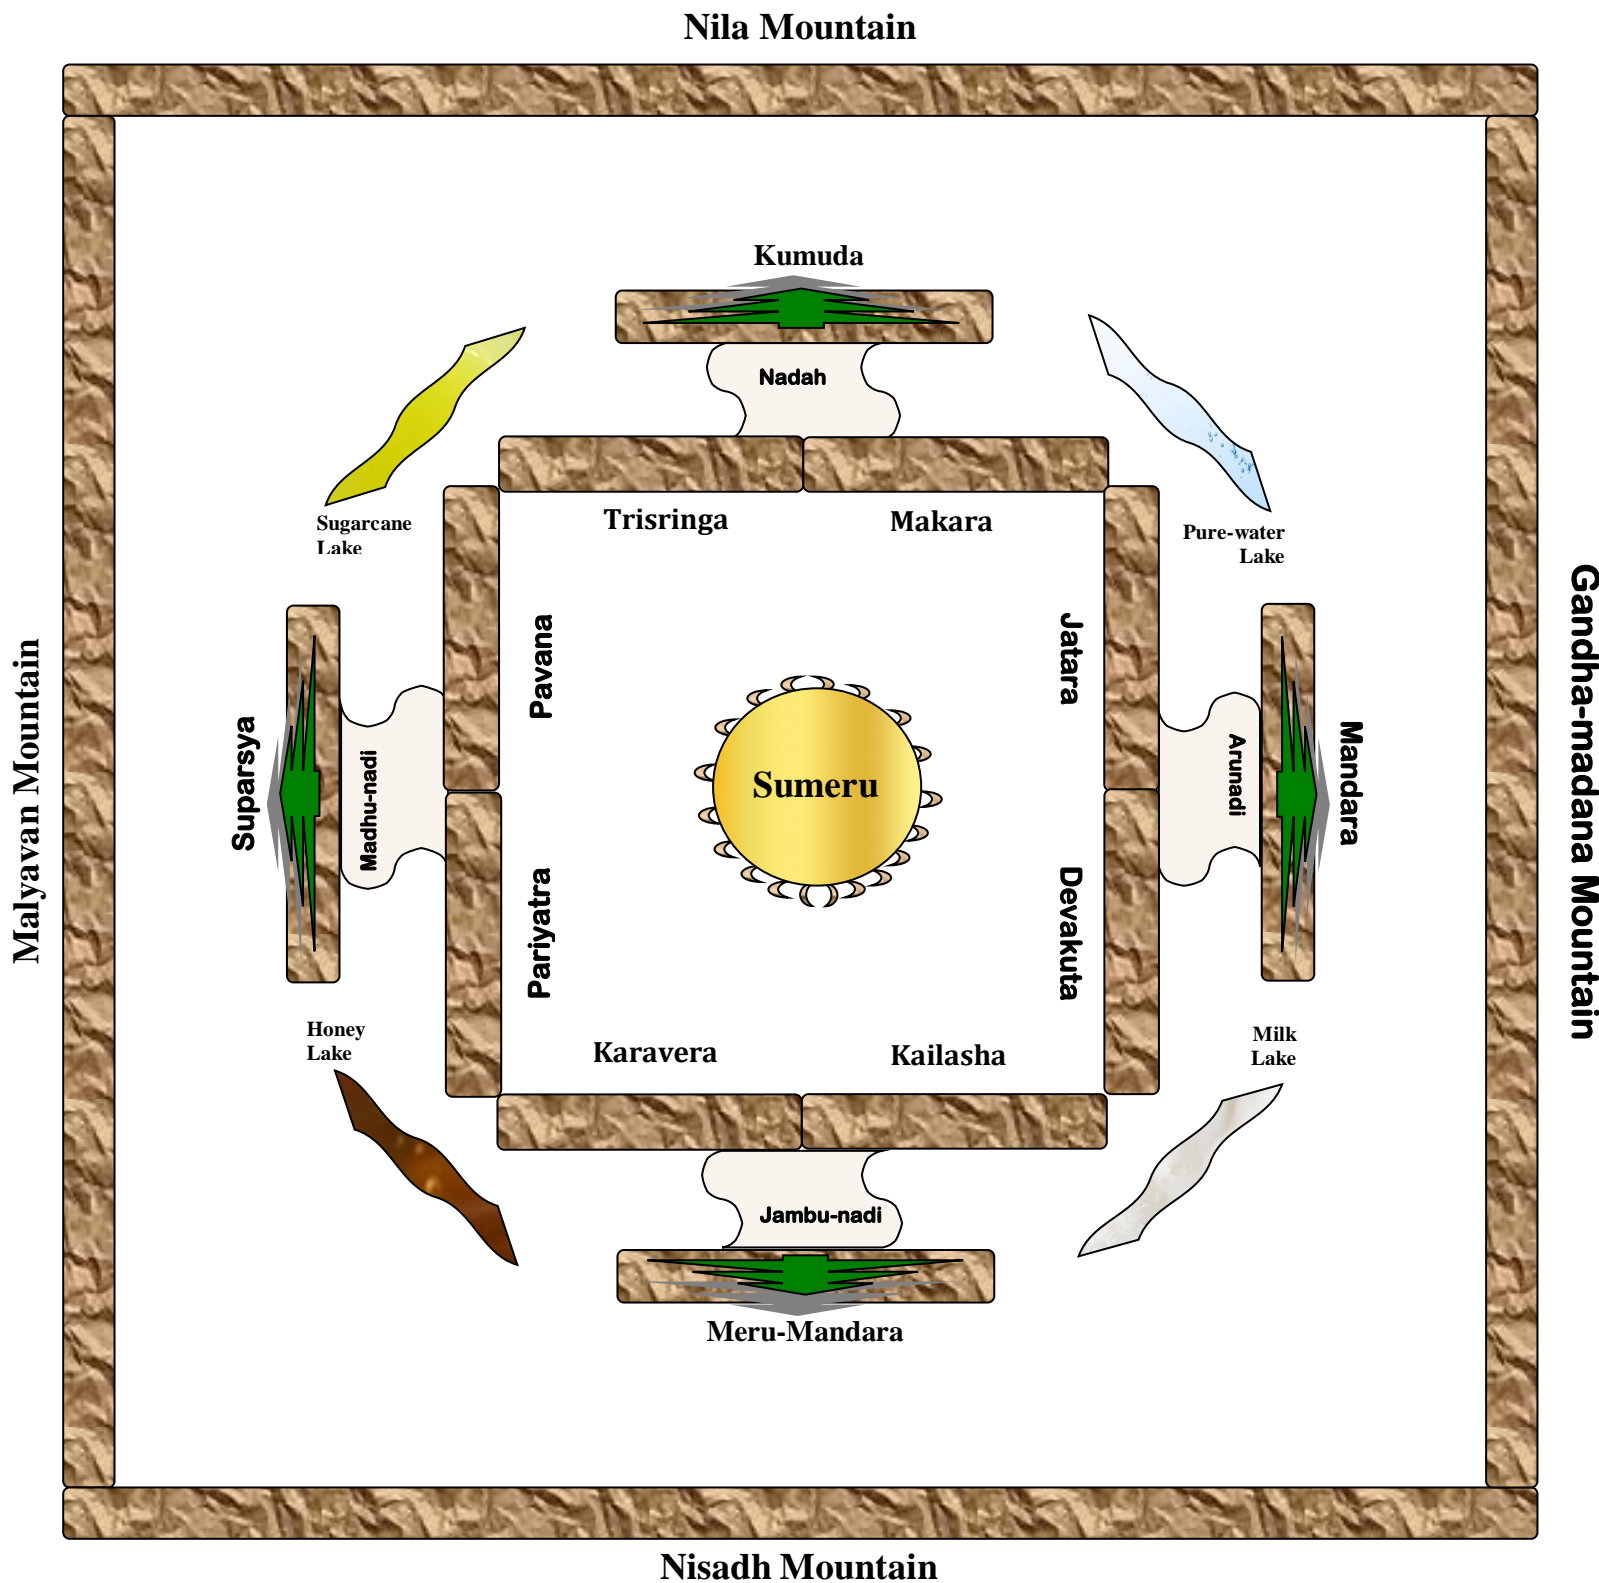 Nila Mountain
Kumuda
Nadah
Sugarcane
Lake
Trisringa
Makara
Pure-water
Lake
Pavana
Jatara
Malyavan Mountain
Suparsya
Madhu-nadi
Sumeru
Arunadi
Mandara
Gandha-madana Mountain
Pariyatra
Devakuta
Honey
Lake
Karavera
Kailasha
Milk
Lake
Jambu-nadi
Meru-Mandara
Nisadh Mountain